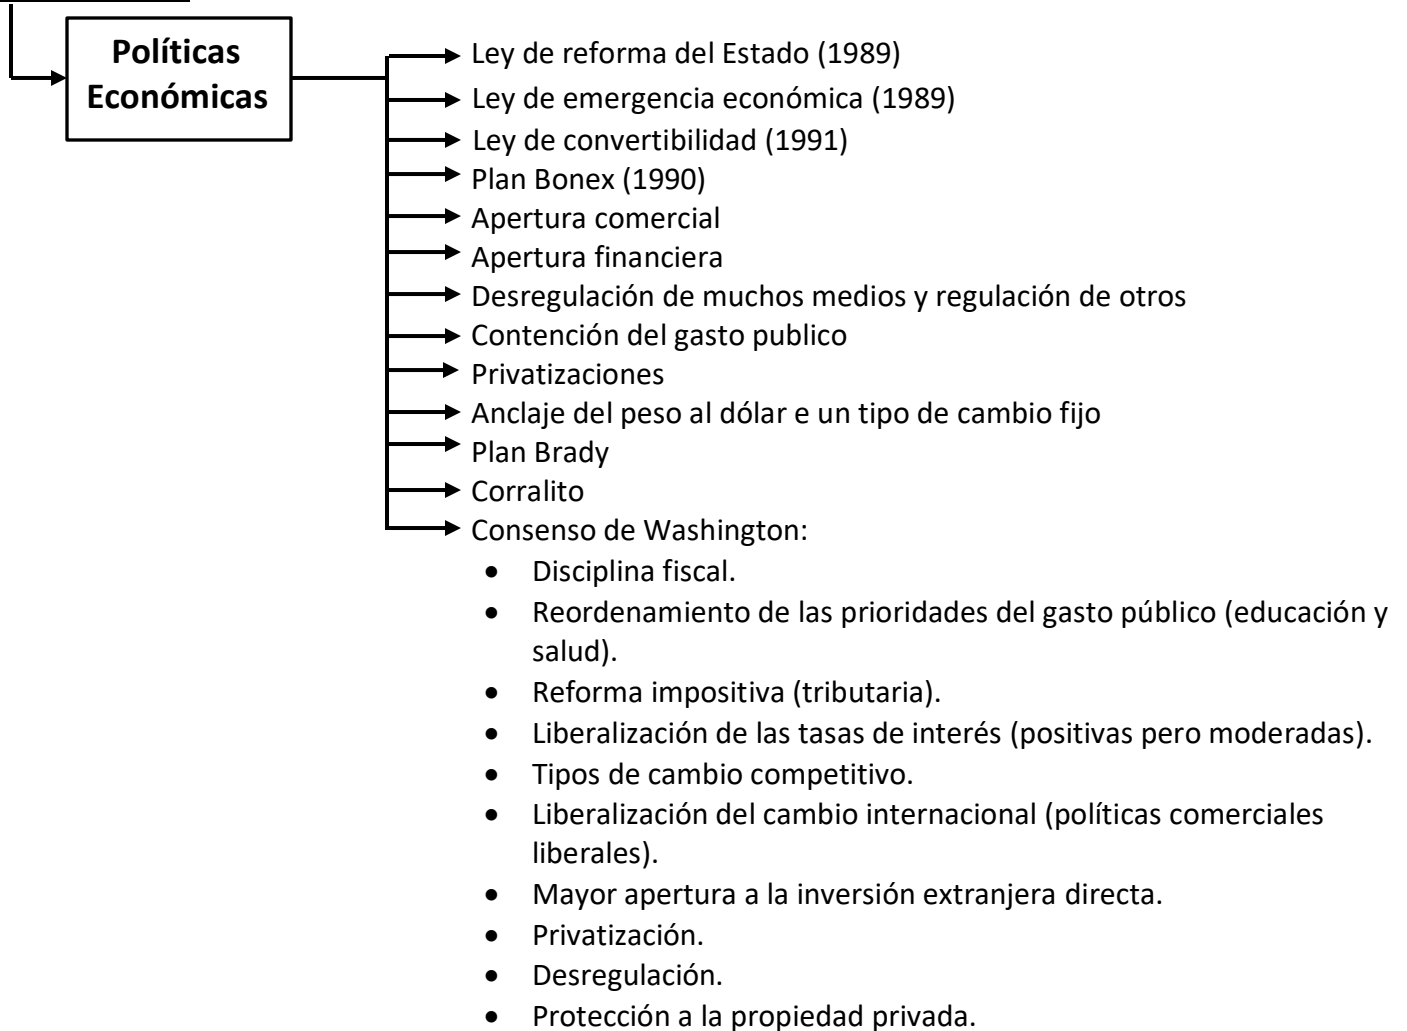 Políticas
Económicas
Ley de reforma del Estado (1989)
Ley de emergencia económica (1989)
Ley de convertibilidad (1991)
Plan Bonex (1990)
Apertura comercial
Apertura financiera
Desregulación de muchos medios y regulación de otros
Contención del gasto publico
Privatizaciones
Anclaje del peso al dólar e un tipo de cambio fijo
Plan Brady
Corralito
Consenso de Washington:
• Disciplina fiscal.
• Reordenamiento de las prioridades del gasto público (educación y
salud).
• Reforma impositiva (tributaria).
• Liberalización de las tasas de interés (positivas pero moderadas).
• Tipos de cambio competitivo.
• Liberalización del cambio internacional (políticas comerciales
liberales).
• Mayor apertura a la inversión extranjera directa.
• Privatización.
• Desregulación.
• Protección a la propiedad privada.